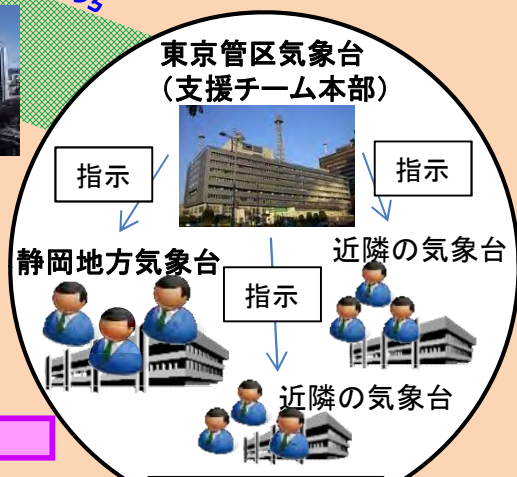 東京管区気象台
（支援チーム本部）
指示
指示
静岡地方気象台
近隣の気象台
指示
近隣の気象台